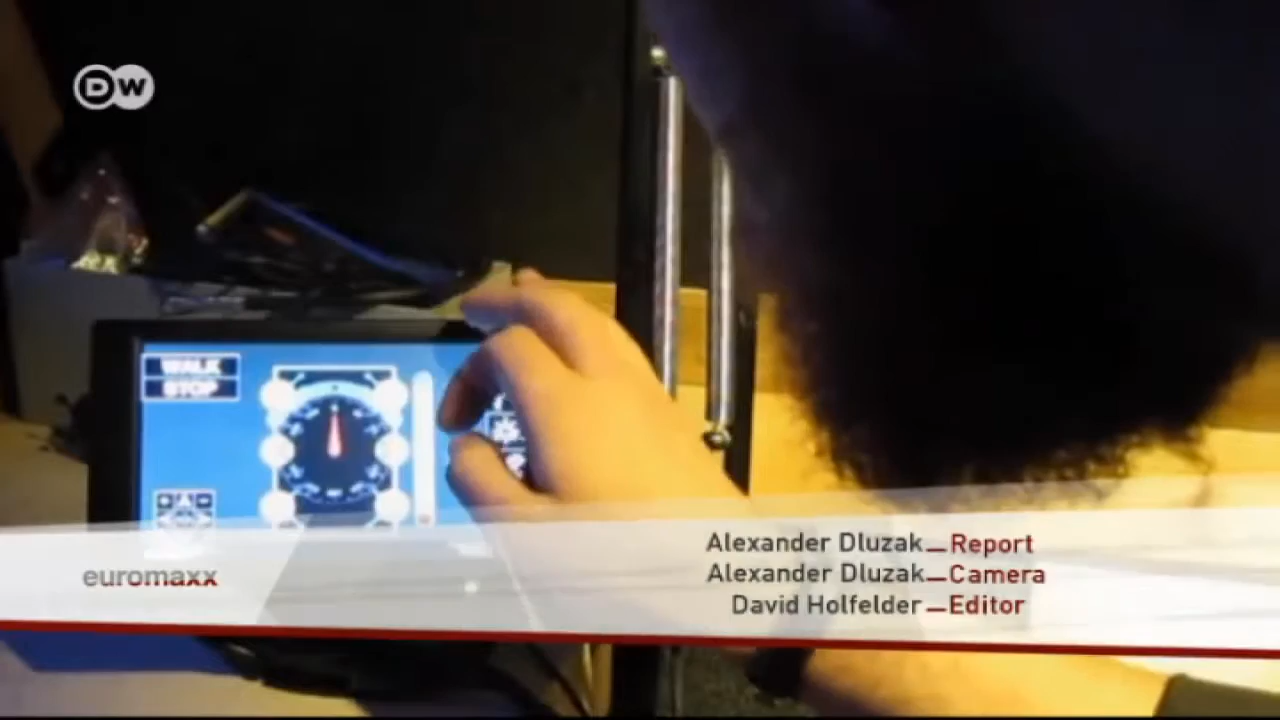 DW
WALK
STOP
euromaxx
Alexander Dluzak—Report
Alexander Dluzak—Camera
David Holfelder—Editor